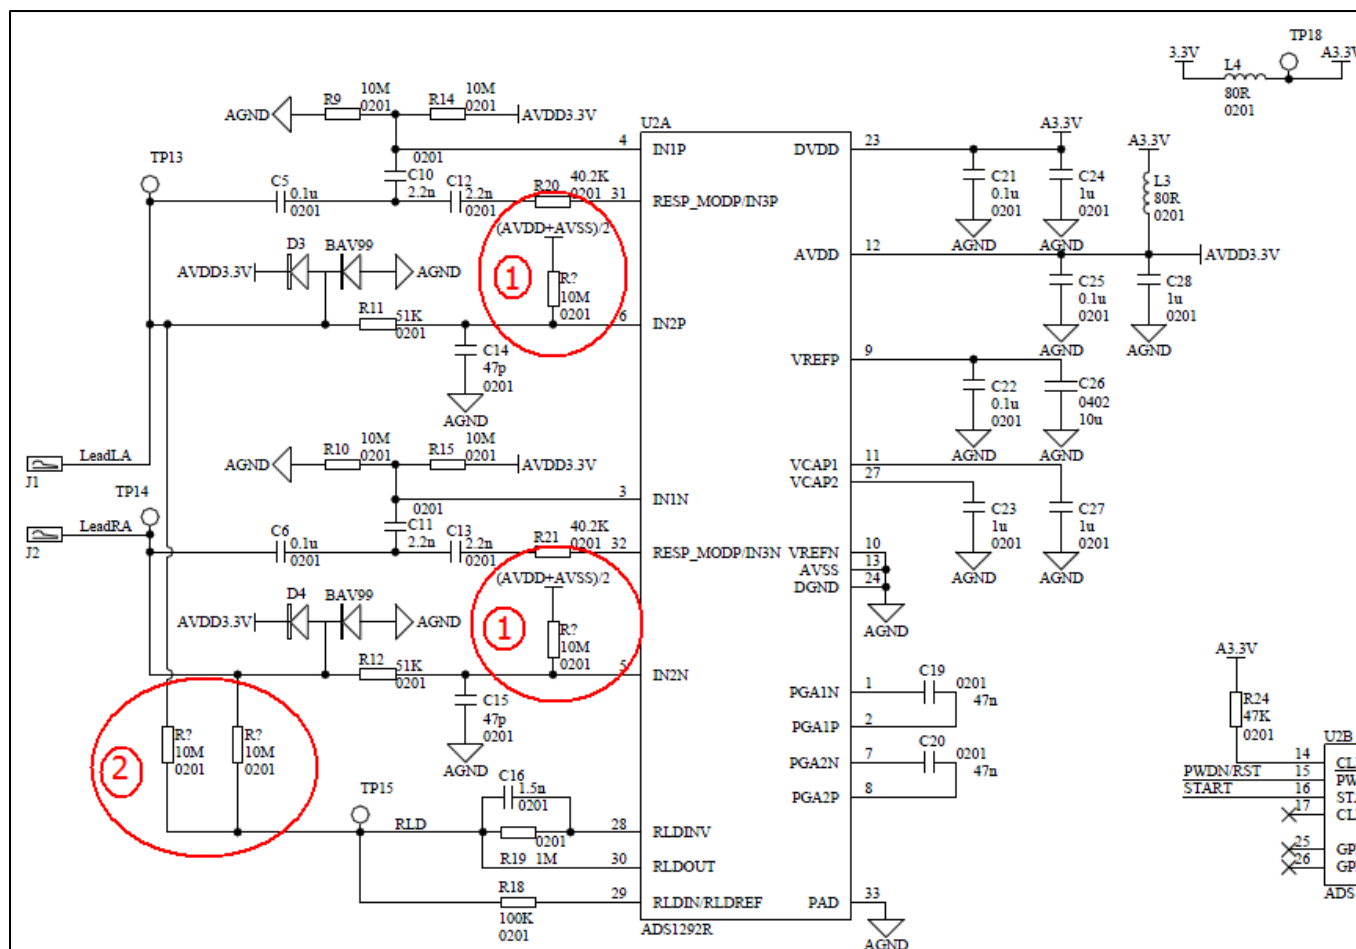 TP18
3.3V
L4
A3.3V
80R
0201
10M
R9
0201
10M
R14
0201
AGND
AVDD3.3V
U2A
4
IN1P
DVDD
23
A3.3V
TP13
0201
C10
2.2n
C5
0.1u
0201
C12
2.2n
0201
R20
40.2K
0201
31
RESP_MODP/IN3P
C21
0.1u
0201
C24
1u
0201
A3.3V
L3
80R
0201
AGND
AGND
(AVDD+AVSS)/2
D3
BAV99
AVDD3.3V
AGND
1
R?
10M
0201
AVDD
12
AVDD3.3V
C25
0.1u
0201
C28
1u
0201
AGND
AGND
R11
51K
0201
6
IN2P
C14
47p
0201
AGND
VREFP
9
C22
0.1u
0201
C26
0402
10u
AGND
AGND
LeadLA
J1
AGND
R10
10M
0201
R15
10M
0201
AVDD3.3V
VCAP1
11
VCAP2
27
TP14
LeadRA
J2
3
IN1N
0201
C11
2.2n
C6
0.1u
0201
C13
2.2n
0201
R21
40.2K
0201
32
RESP_MODP/IN3N
C23
1u
0201
C27
1u
0201
AGND
AGND
VREFN
10
AVSS
13
DGND
24
AGND
(AVDD+AVSS)/2
D4
BAV99
AVDD3.3V
AGND
1
R?
10M
0201
R12
51K
0201
5
IN2N
C15
47p
0201
AGND
A3.3V
R24
47K
0201
PGA1N
1
C19
0201
47n
PGA1P
2
PGA2N
7
C20
0201
47n
PGA2P
8
2
R?
10M
0201
R?
10M
0201
U2B
14
CL
PWDN/RST
15
PW
START
16
ST
17
CL
25
GP
26
GP
ADS
TP15
C16
1.5n
0201
RLD
28
RLDINV
0201
R19 1M
30
RLDOUT
R18
100K
0201
29
RLDIN/RLDREF
PAD
33
AGND
ADS1292R